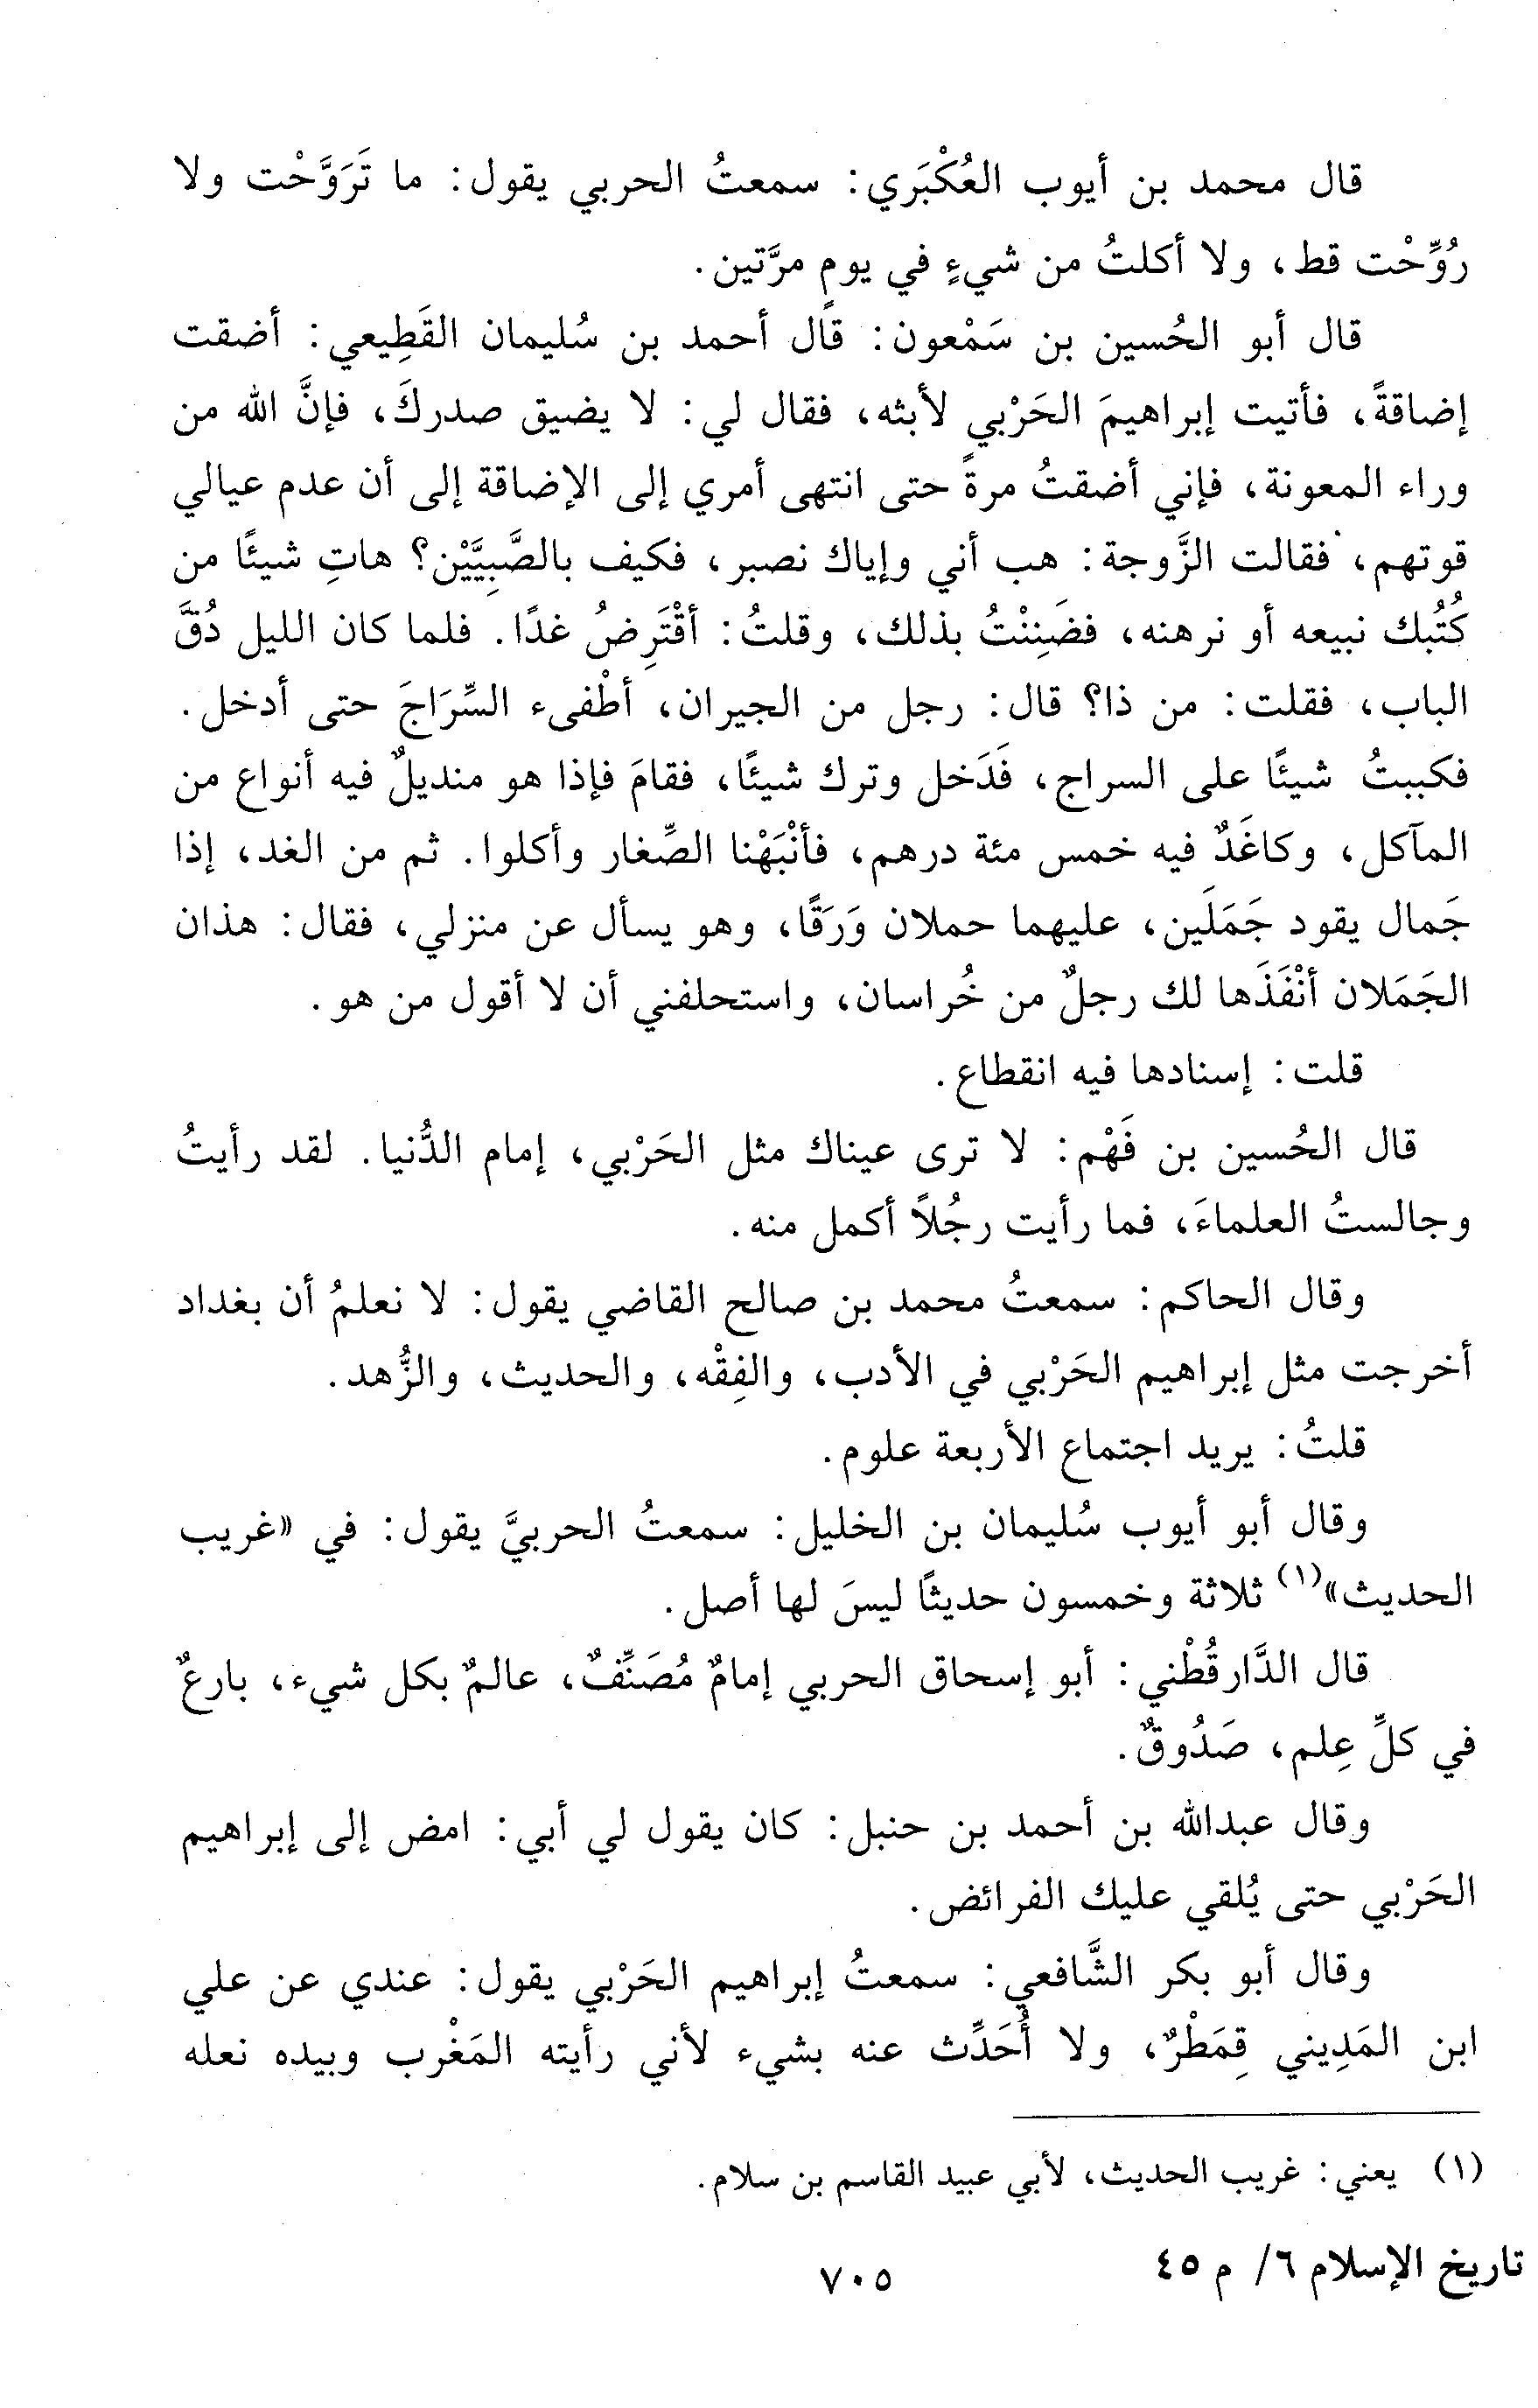 قال محمد بن أيوب العُكْبَري: سمعتُ الحربي يقول: ما تَرَوَّحْت ولا
رُوِّحْت قط، ولا أكلتُ من شيءٍ في يومٍ مرَّتين.
قال أبو الحُسين بن سَمْعون: قال أحمد بن سُليمان القَطِيعي: أضقت
إضاقةً، فأتيت إبراهيمَ الحَرْبي لأبثه، فقال لي: لا يضيق صدركَ، فإنَّ الله من
وراء المعونة، فإني أضقتُ مرةً حتى انتهى أمري إلى الإضاقة إلى أن عدم عيالي
قوتهم، فقالت الزَّوجة: هب أني وإياك نصبر، فكيف بالصَّبِيَّيْن؟ هاتِ شيئًا من
كُتُبك نبيعه أو نرهنه، فضَنِنْتُ بذلك، وقلتُ: أقْتَرِضُ غدًا. فلما كان الليل دُقَّ
الباب، فقلت: من ذا؟ قال: رجل من الجيران، أطْفىء السِّرَاجَ حتى أدخل.
فكببتُ شيئًا على السراج، فَدَخل وترك شيئًا، فقامَ فإذا هو منديلٌ فيه أنواع من
المآكل، وكاغَدٌ فيه خمس مئة درهم، فأنْبَهْنا الصِّغار وأكلوا. ثم من الغد، إذا
جَمال يقود جَمَلَين، عليهما حملان وَرَقًا، وهو يسأل عن منزلي، فقال: هذان
الجَمَلان أنْفَذَها لك رجلٌ من خُراسان، واستحلفني أن لا أقول من هو.
قلت: إسنادها فيه انقطاع.
قال الحُسين بن فَهْم: لا ترى عيناك مثل الحَرْبي، إمام الدُّنيا. لقد رأيتُ
وجالستُ العلماءَ، فما رأيت رجُلاً أكمل منه.
وقال الحاكم: سمعتُ محمد بن صالح القاضي يقول: لا نعلمُ أن بغداد
أخرجت مثل إبراهيم الحَرْبي في الأدب، والفِقْه، والحديث، والزُّهد.
قلتُ: يريد اجتماع الأربعة علوم.
وقال أبو أيوب سُليمان بن الخليل: سمعتُ الحربيَّ يقول: في «غريب
الحديث»(١) ثلاثة وخمسون حديثًا ليسَ لها أصل.
قال الدَّارقُطْني: أبو إسحاق الحربي إمامٌ مُصَنِّفٌ، عالمٌ بكل شيء، بارعٌ
في كلِّ عِلم، صَدُوقٌ.
وقال عبدالله بن أحمد بن حنبل: كان يقول لي أبي: امض إلى إبراهيم
الحَرْبي حتى يُلقي عليك الفرائض.
وقال أبو بكر الشَّافعي: سمعتُ إبراهيم الحَرْبي يقول: عندي عن علي
ابن المَدِيني قِمَطْرٌ، ولا أُحَدِّث عنه بشيء لأني رأيته المَغْرب وبيده نعله
(١) يعني: غريب الحديث، لأبي عبيد القاسم بن سلام.
تاريخ الإسلام ٦/ م ٤٥
٧٠٥